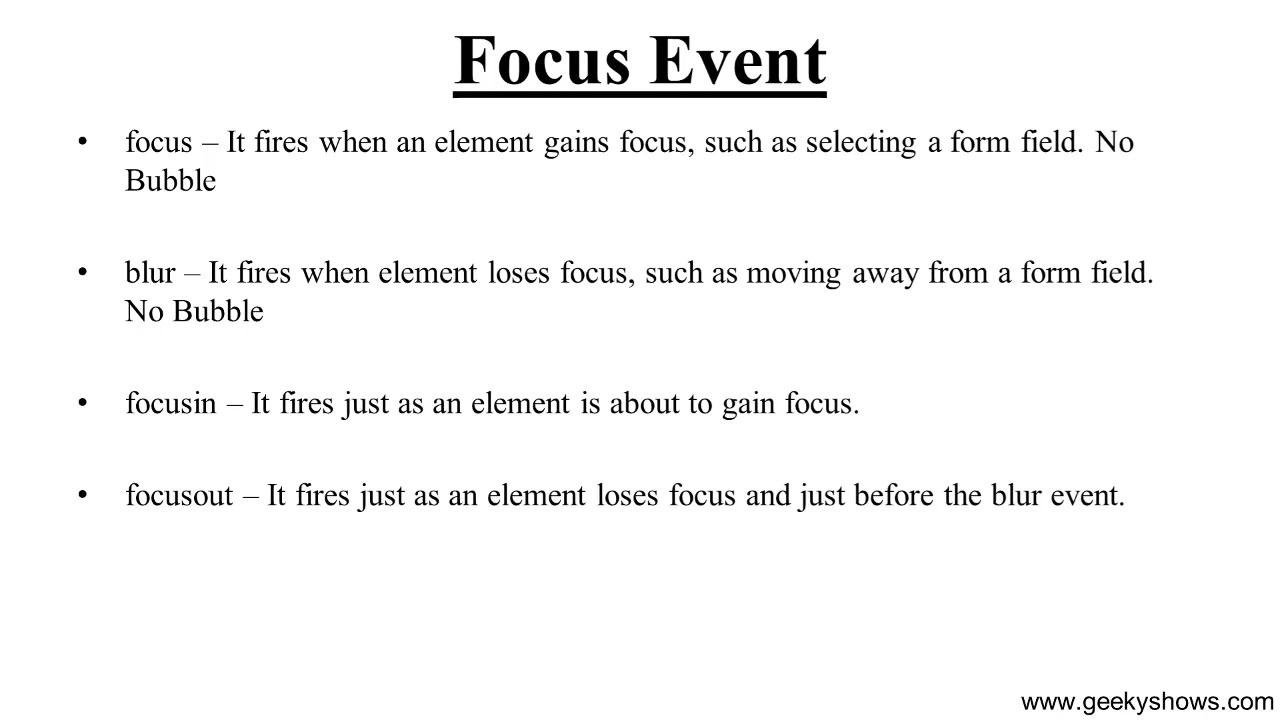 Focus Event
• focus – It fires when an element gains focus, such as selecting a form field. No
Bubble
• blur – It fires when element loses focus, such as moving away from a form field.
No Bubble
• focusin – It fires just as an element is about to gain focus.
• focusout – It fires just as an element loses focus and just before the blur event.
www.geekyshows.com